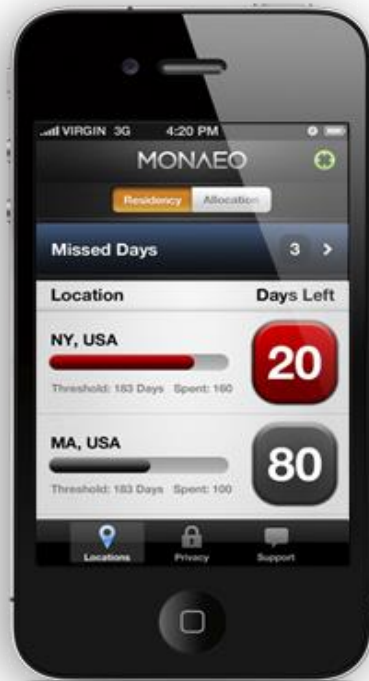 VIRGIN 3G 4:20 PM
MONAEO
Residency Allocation
Missed Days 3 >
Location Days Left
NY, USA
20
Threshold: 183 Days Spent: 160
MA, USA
80
Threshold: 183 Days Spent: 100
Locations Privacy Support